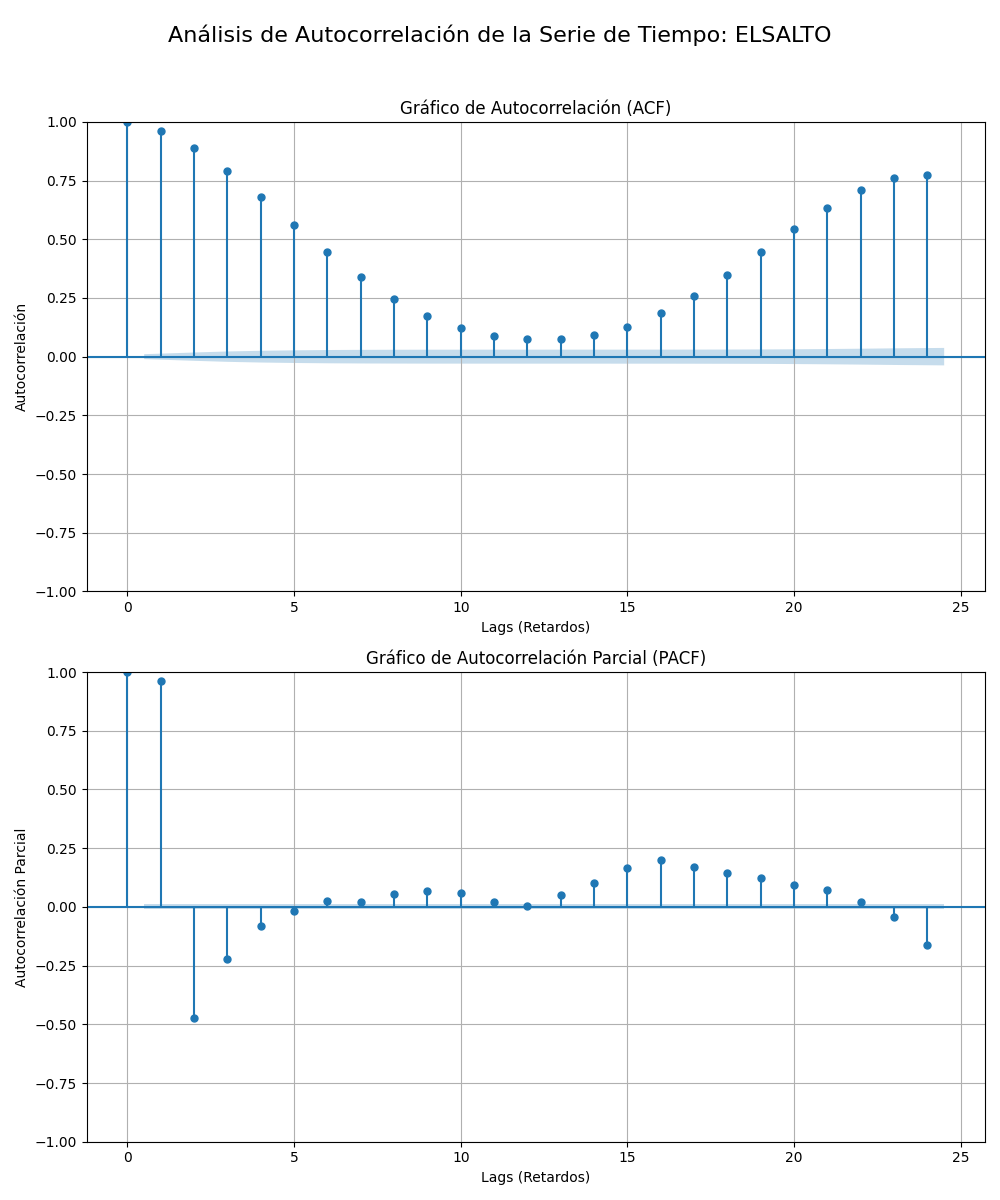 Análisis de Autocorrelación de la Serie de Tiempo: ELSALTO
Gráfico de Autocorrelación (ACF)
1.00
0.75
0.50
0.25
0.00
−0.25
−0.50
−0.75
−1.00
Autocorrelación
0 5 10 15 20 25
Lags (Retardos)
Gráfico de Autocorrelación Parcial (PACF)
1.00
0.75
0.50
0.25
0.00
−0.25
−0.50
−0.75
−1.00
Autocorrelación Parcial
0 5 10 15 20 25
Lags (Retardos)